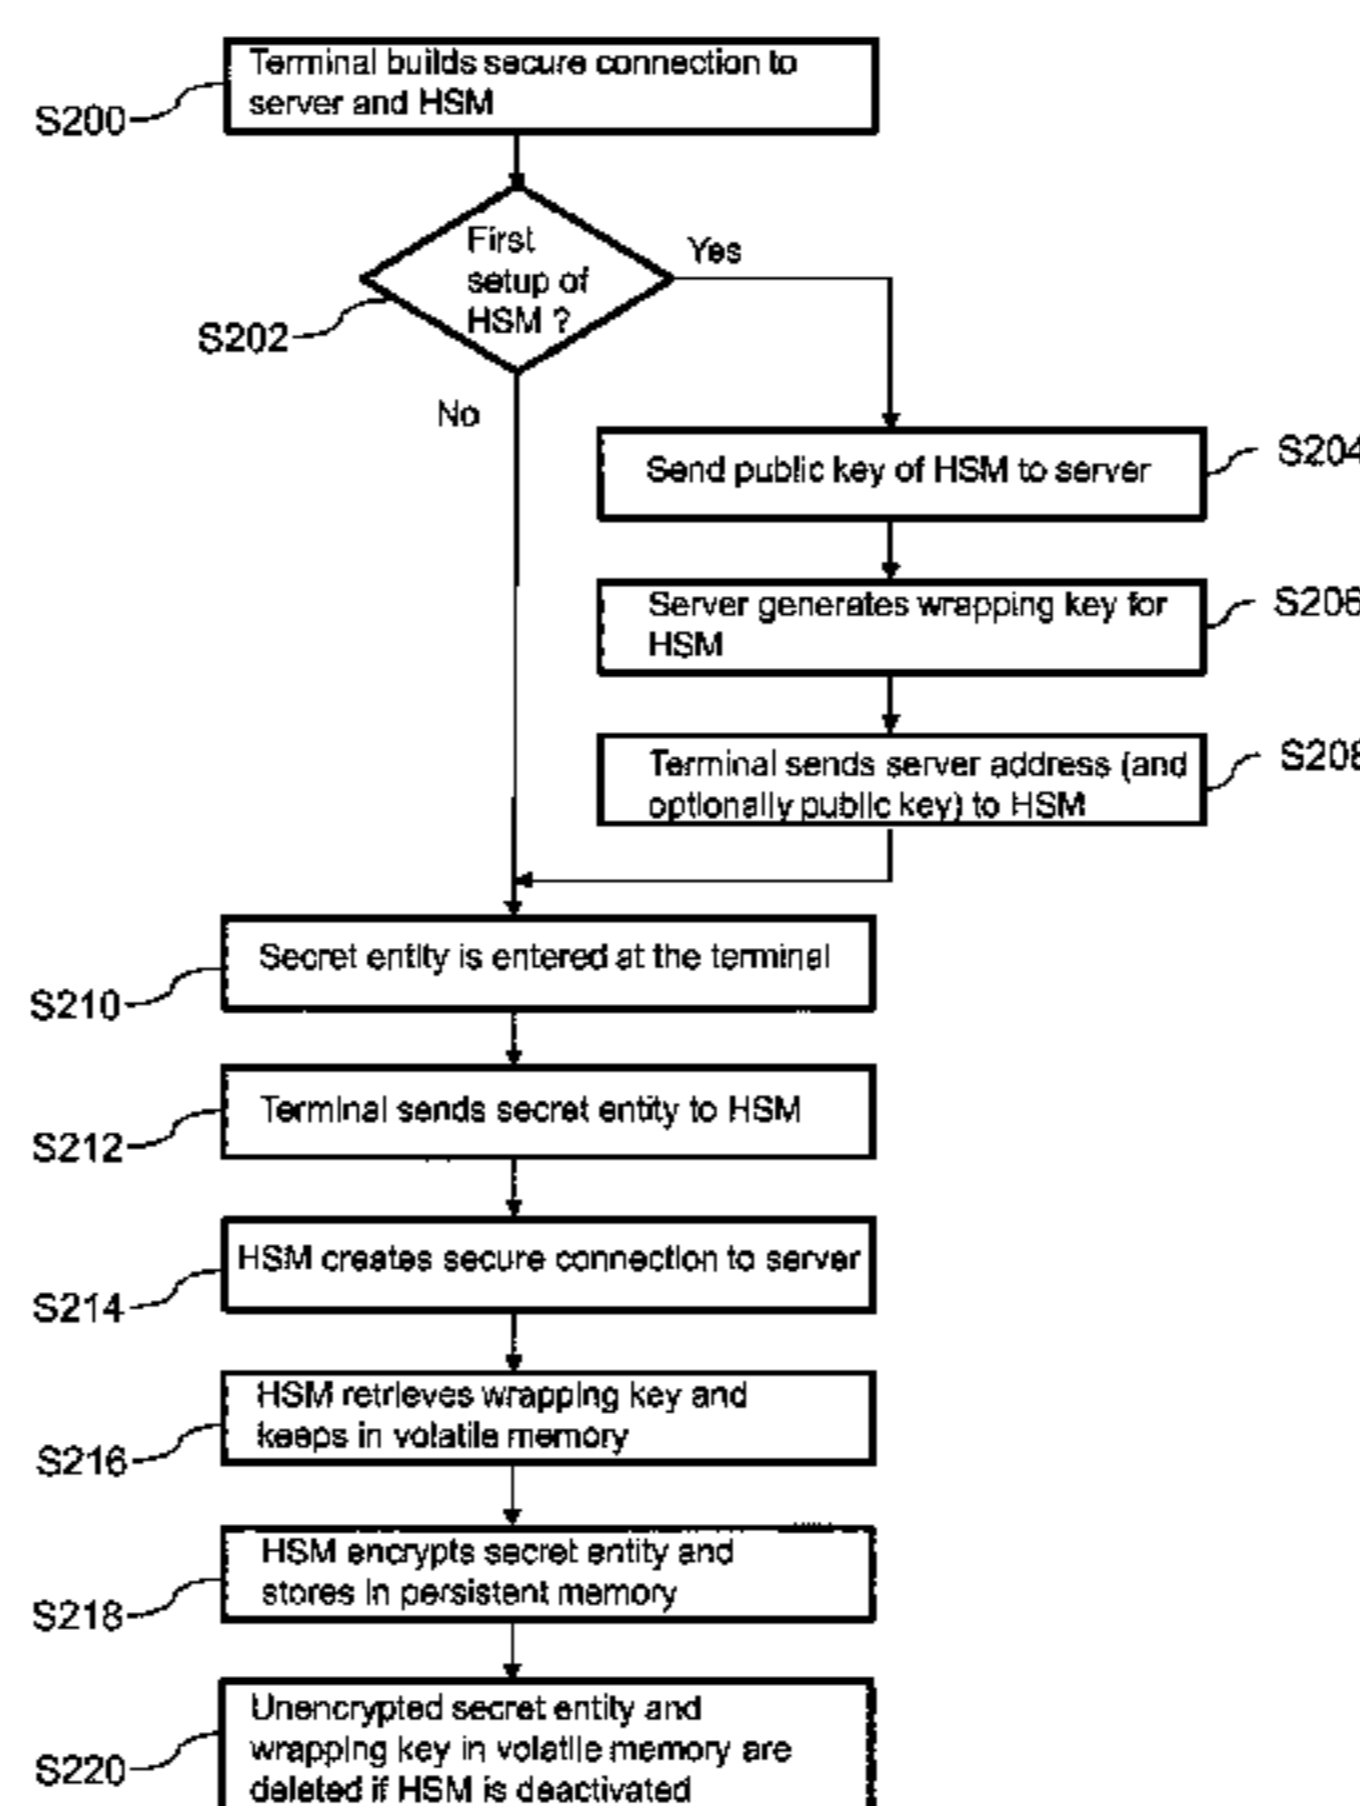 Terminal builds secure connection to
server and HSM
S200
First
setup of
HSM ?
Yes
S202
No
Send public key of HSM to server
S204
Server generates wrapping key for
HSM
S206
Terminal sends server address (and
optionally public key) to HSM
S208
Secret entity is entered at the terminal
S210
Terminal sends secret entity to HSM
S212
HSM creates secure connection to server
S214
HSM retrieves wrapping key and
keeps in volatile memory
S216
HSM encrypts secret entity and
stores in persistent memory
S218
Unencrypted secret entity and
wrapping key in volatile memory are
deleted if HSM is deactivated
S220